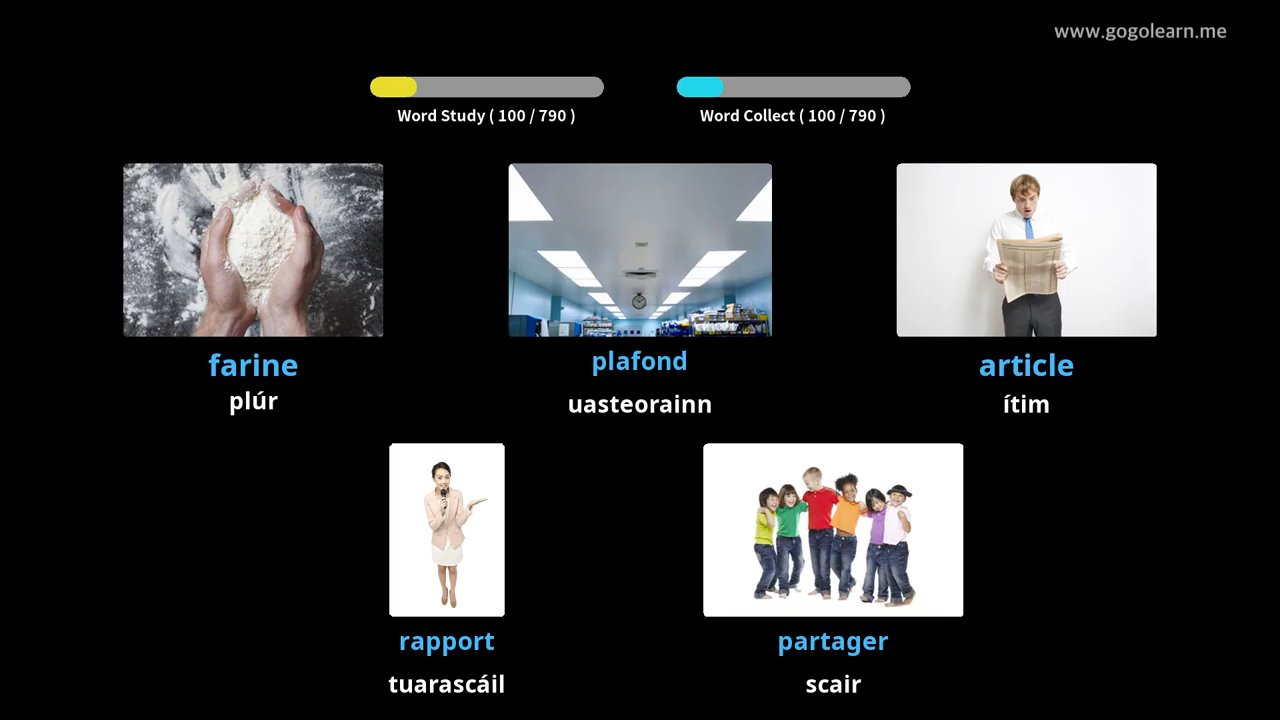 www.gogolearn.me
Word Study ( 100 / 790 )
Word Collect ( 100 / 790 )
farine
plúr
plafond
uasteorainn
article
ítim
rapport
tuarascáil
partager
scair